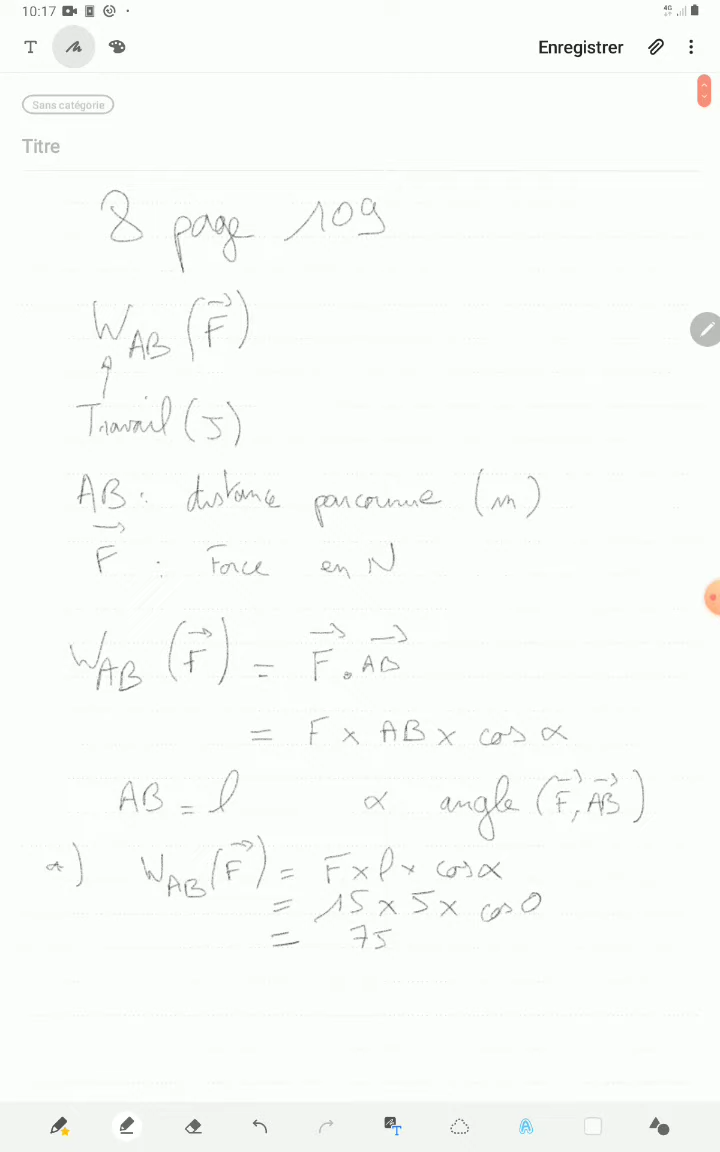 10:17
4G
T
Enregistrer
Sans catégorie
Titre
8 page 109
W_AB (F⃗)
Travail (J)
AB : distance parcourue (m)
F⃗ : Force en N
W_AB (F⃗) = F⃗ . AB⃗
= F x AB x cos α
AB = l α angle (F⃗, AB⃗)
a) W_AB (F⃗) = F x l x cos α
= 15 x 5 x cos 0
= 75
T
A